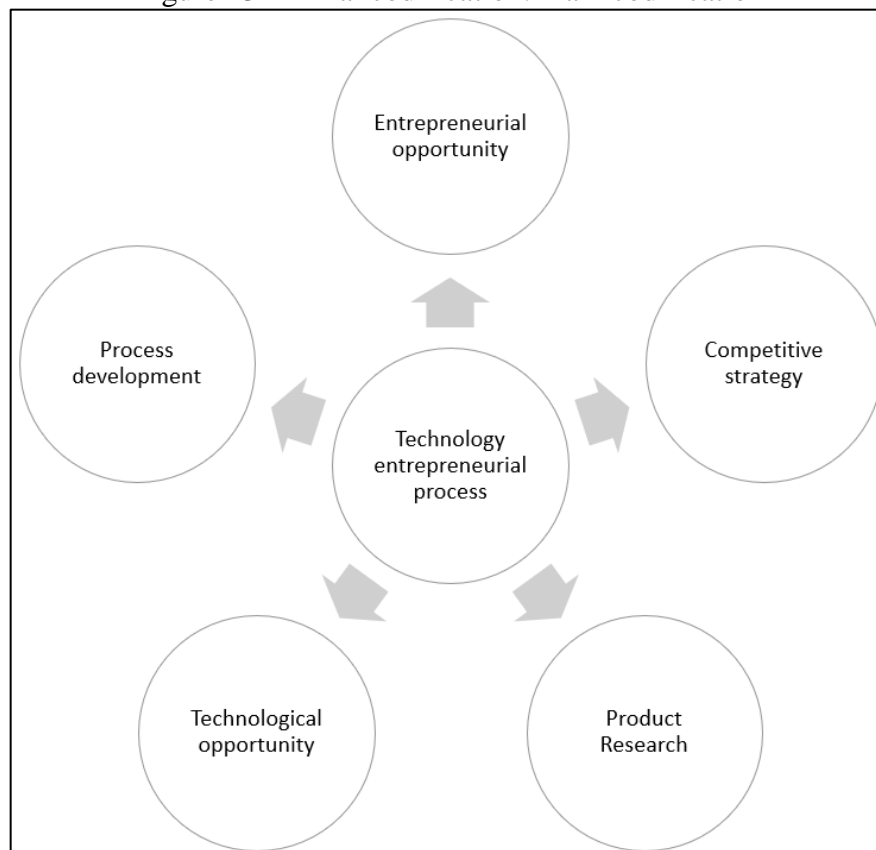 Entrepreneurial
opportunity
Process
development
Competitive
strategy
Technology
entrepreneurial
process
Technological
opportunity
Product
Research